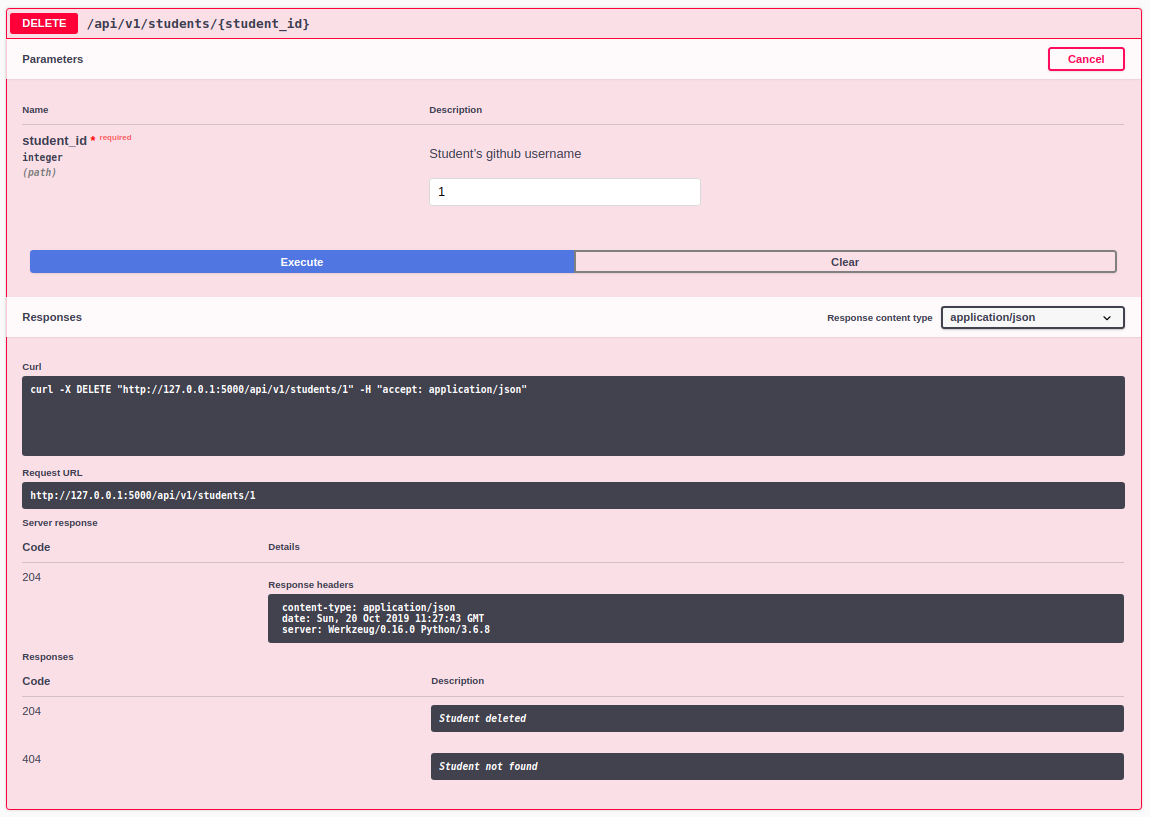 DELETE /api/v1/students/{student_id}
Parameters
Cancel
Name Description
student_id * required
integer
(path)
Student's github username
1
Execute Clear
Responses
Response content type application/json
Curl
curl -X DELETE "http://127.0.0.1:5000/api/v1/students/1" -H "accept: application/json"
Request URL
http://127.0.0.1:5000/api/v1/students/1
Server response
Code Details
204
Response headers
content-type: application/json
date: Sun, 20 Oct 2019 11:27:43 GMT
server: Werkzeug/0.16.0 Python/3.6.8
Responses
Code Description
204 Student deleted
404 Student not found